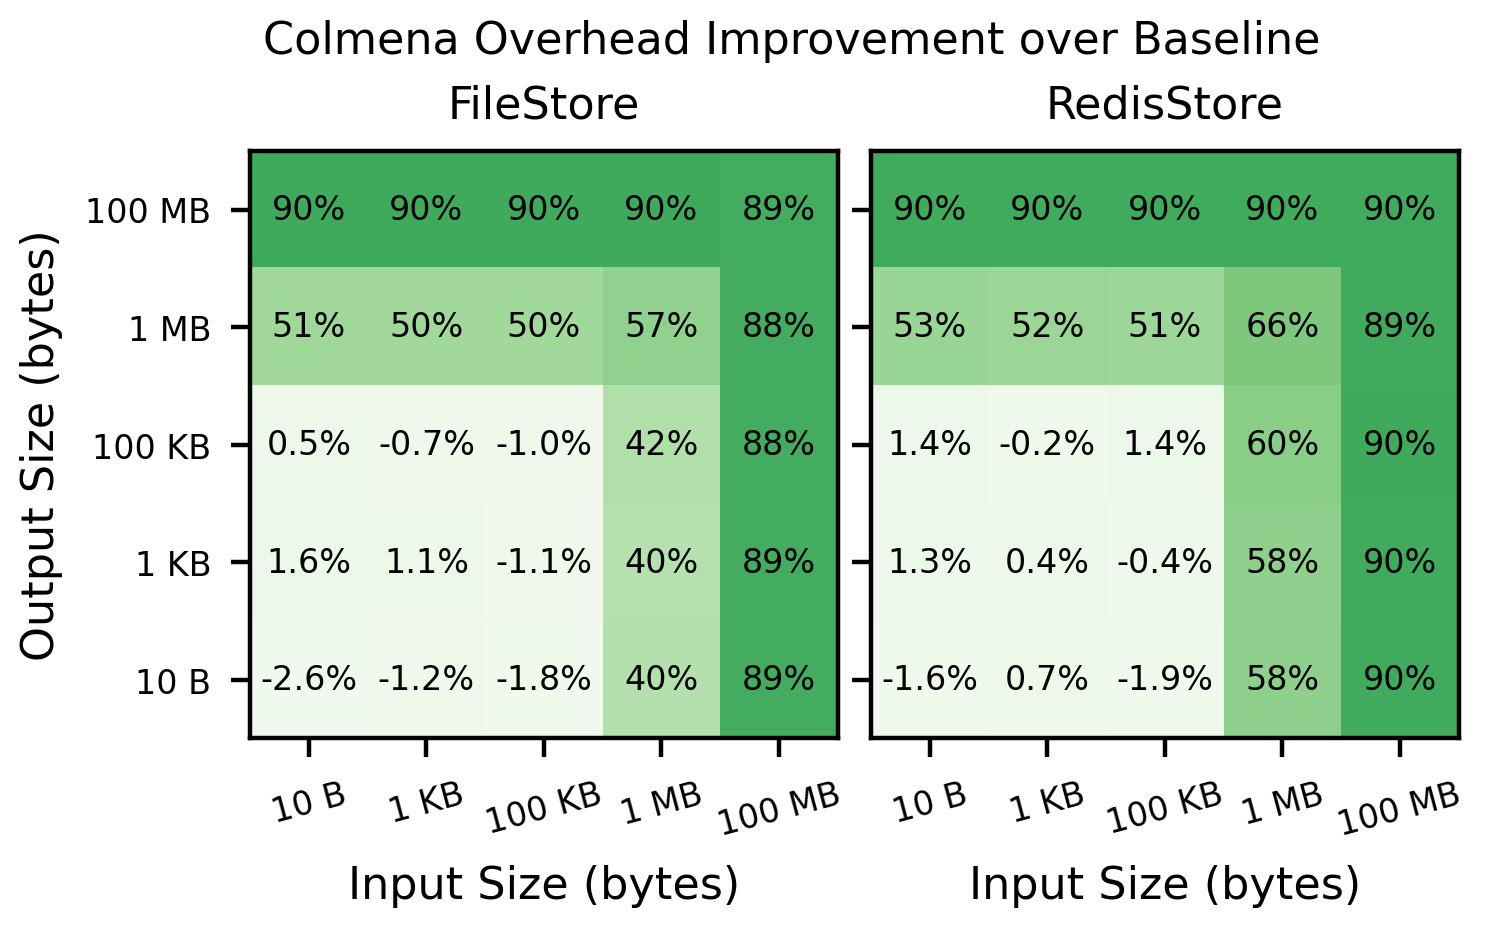 Colmena Overhead Improvement over Baseline
FileStore RedisStore
100 MB 90% 90% 90% 90% 89% 90% 90% 90% 90% 90%
1 MB 51% 50% 50% 57% 88% 53% 52% 51% 66% 89%
100 KB 0.5% -0.7% -1.0% 42% 88% 1.4% -0.2% 1.4% 60% 90%
1 KB 1.6% 1.1% -1.1% 40% 89% 1.3% 0.4% -0.4% 58% 90%
10 B -2.6% -1.2% -1.8% 40% 89% -1.6% 0.7% -1.9% 58% 90%
Output Size (bytes)
10 B 1 KB 100 KB 1 MB 100 MB 10 B 1 KB 100 KB 1 MB 100 MB
Input Size (bytes) Input Size (bytes)